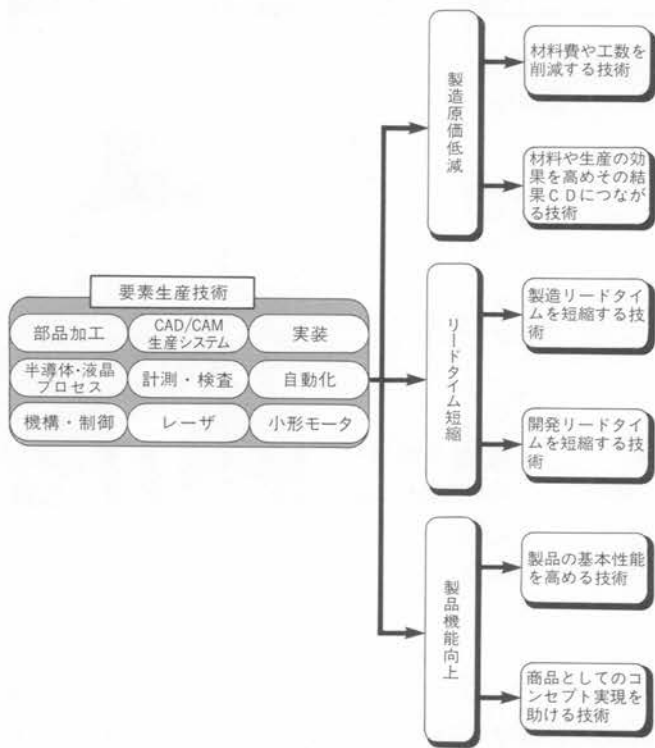 要素生産技術
部品加工
CAD/CAM
生産システム
実装
半導体・液晶
プロセス
計測・検査
自動化
機構・制御
レーザ
小形モータ
製造原価低減
材料費や工数を
削減する技術
材料や生産の効
果を高めその結
果CDにつなが
る技術
リードタイム短縮
製造リードタイ
ムを短縮する技
術
開発リードタイ
ムを短縮する技
術
製品機能向上
製品の基本性能
を高める技術
商品としてのコ
ンセプト実現を
助ける技術